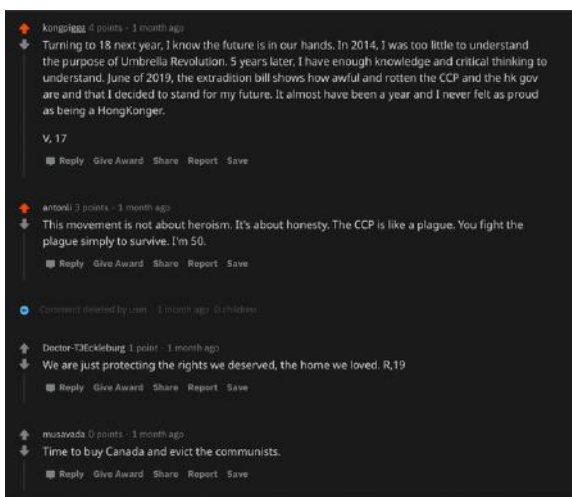 kongpiggg 4 points · 1 month ago
Turning to 18 next year, I know the future is in our hands. In 2014, I was too little to understand
the purpose of Umbrella Revolution. 5 years later, I have enough knowledge and critical thinking to
understand. June of 2019, the extradition bill shows how awful and rotten the CCP and the hk gov
are and that I decided to stand for my future. It almost have been a year and I never felt as proud
as being a HongKonger.
V, 17
Reply Give Award Share Report Save
antonli 3 points · 1 month ago
This movement is not about heroism. It's about honesty. The CCP is like a plague. You fight the
plague simply to survive. I'm 50.
Reply Give Award Share Report Save
Comment deleted by user · 1 month ago 0 children
Doctor-TJEckleburg 1 point · 1 month ago
We are just protecting the rights we deserved, the home we loved. R,19
Reply Give Award Share Report Save
musavada 0 points · 1 month ago
Time to buy Canada and evict the communists.
Reply Give Award Share Report Save